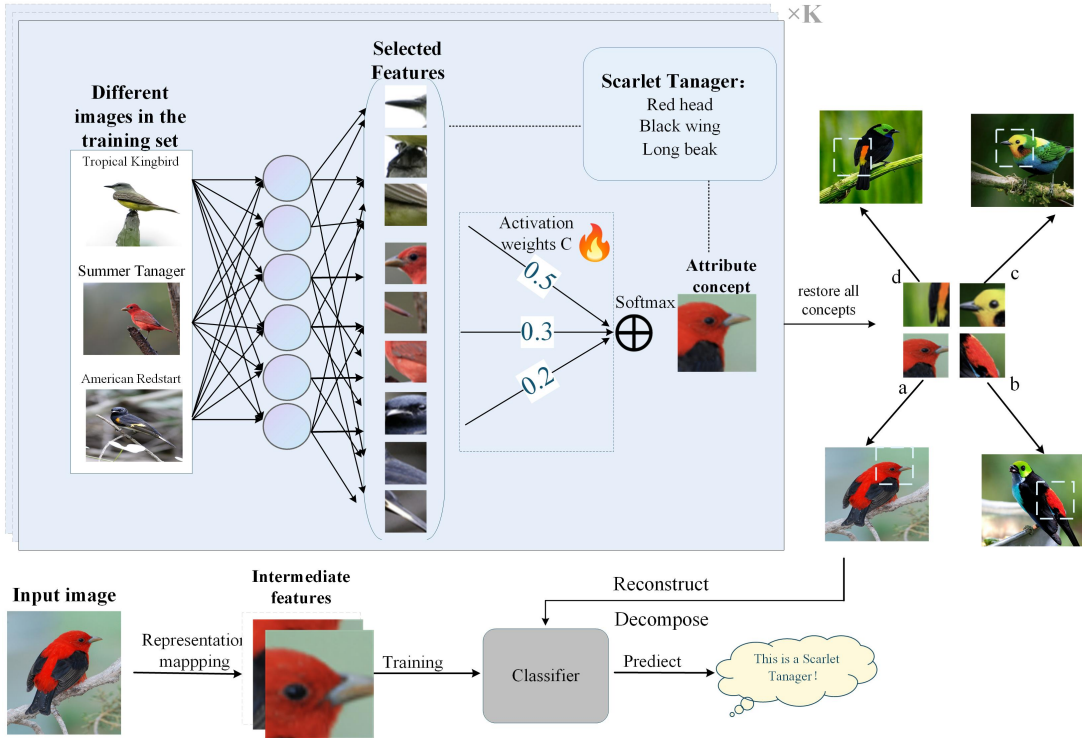 ×K
Selected
Features
Different
images in the
training set
Tropical Kingbird
Summer Tanager
American Redstart
Scarlet Tanager：
Red head
Black wing
Long beak
Activation
weights C
0.5
0.3
0.2
Softmax
Attribute
concept
restore all
concepts
d
c
a
b
Input image
Representation
mappping
Intermediate
features
Training
Reconstruct
Decompose
Classifier
Prediect
This is a Scarlet
Tanager！